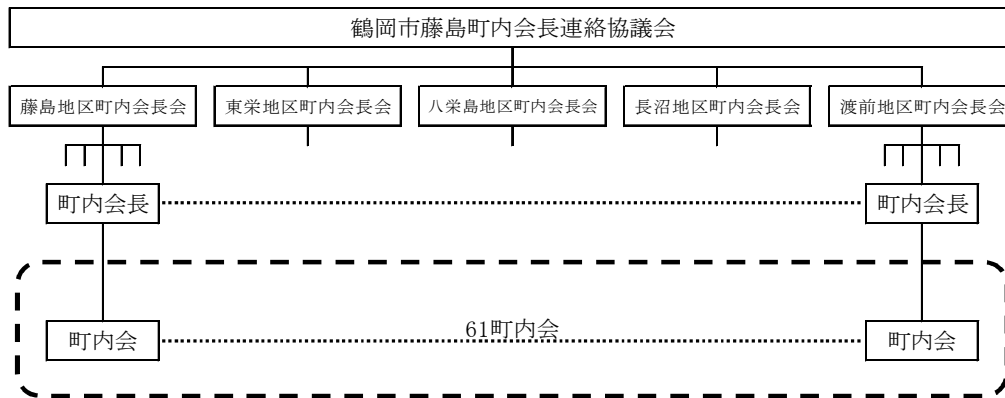 鶴岡市藤島町内会長連絡協議会
藤島地区町内会長会
東栄地区町内会長会
八栄島地区町内会長会
長沼地区町内会長会
渡前地区町内会長会
町内会長
町内会長
町内会
61町内会
町内会